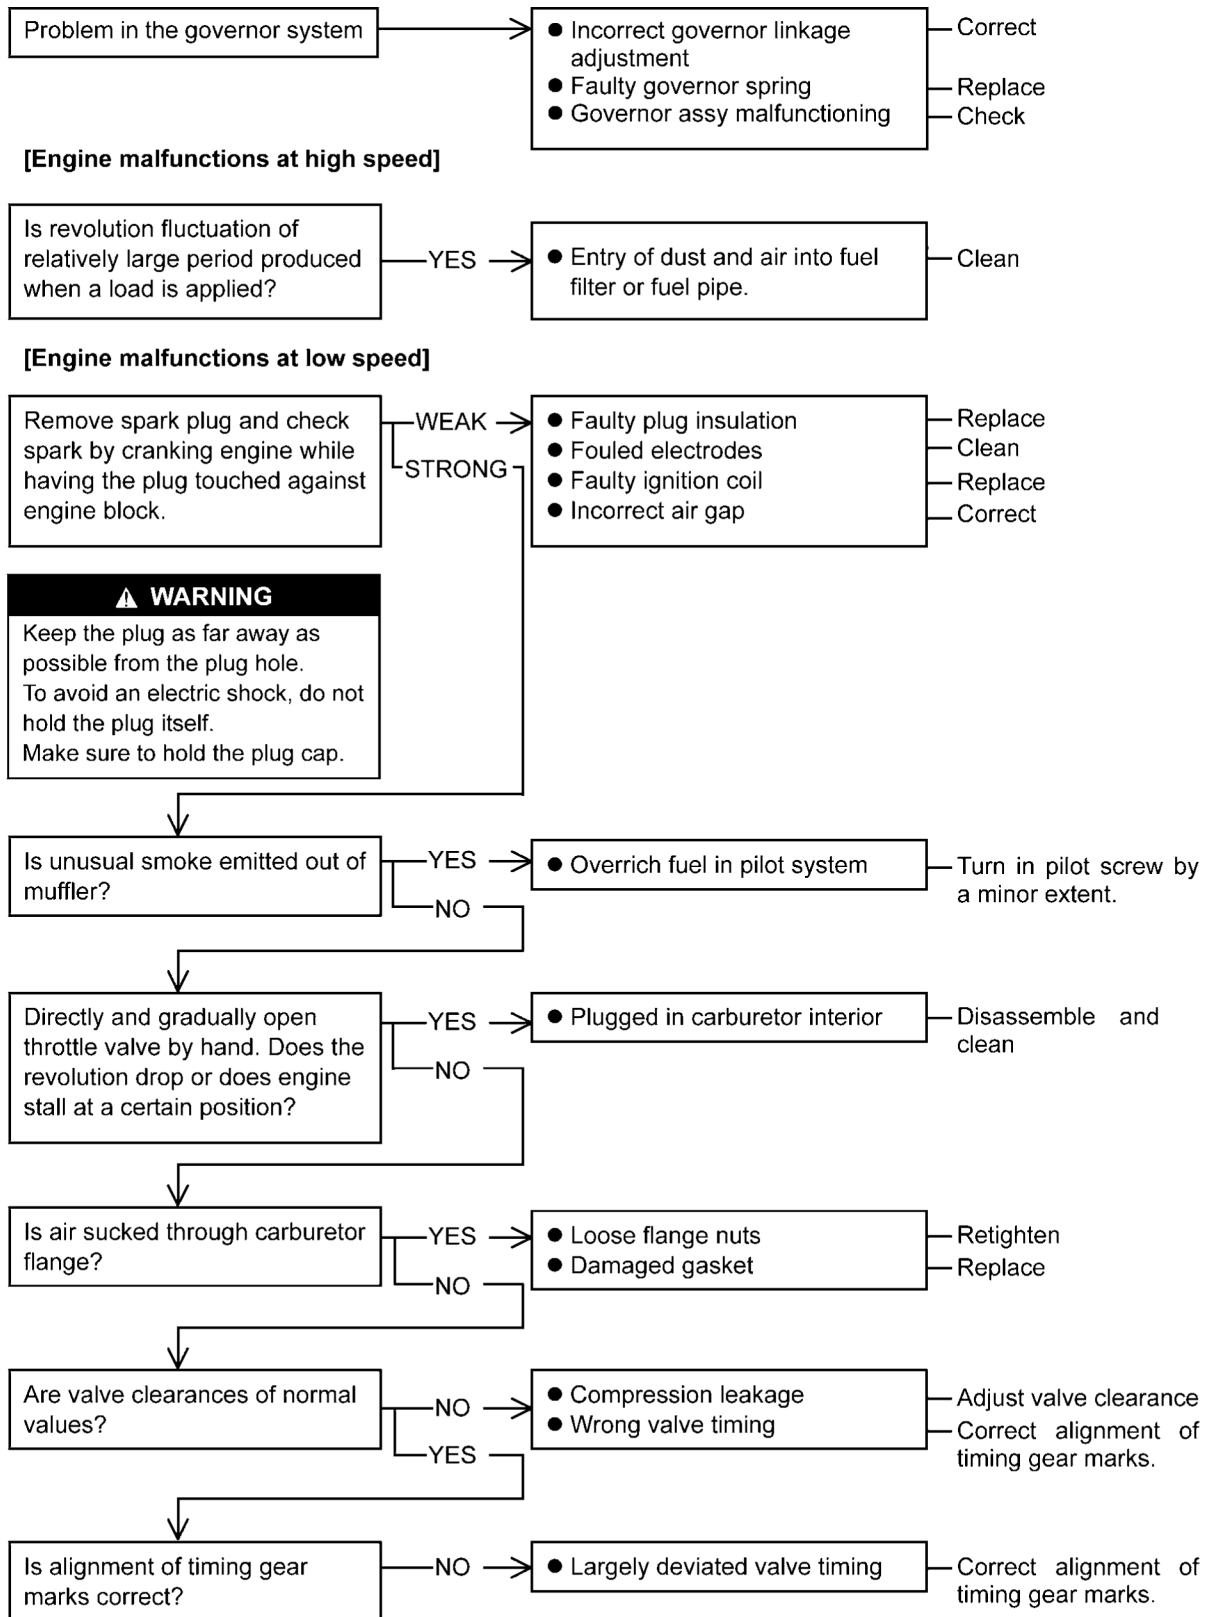 Problem in the governor system
● Incorrect governor linkage
adjustment
● Faulty governor spring
● Governor assy malfunctioning
Correct
Replace
Check
[Engine malfunctions at high speed]
Is revolution fluctuation of
relatively large period produced
when a load is applied?
YES
● Entry of dust and air into fuel
filter or fuel pipe.
Clean
[Engine malfunctions at low speed]
Remove spark plug and check
spark by cranking engine while
having the plug touched against
engine block.
WEAK
STRONG
● Faulty plug insulation
● Fouled electrodes
● Faulty ignition coil
● Incorrect air gap
Replace
Clean
Replace
Correct
WARNING
Keep the plug as far away as
possible from the plug hole.
To avoid an electric shock, do not
hold the plug itself.
Make sure to hold the plug cap.
Is unusual smoke emitted out of
muffler?
YES
NO
● Overrich fuel in pilot system
Turn in pilot screw by
a minor extent.
Directly and gradually open
throttle valve by hand. Does the
revolution drop or does engine
stall at a certain position?
YES
NO
● Plugged in carburetor interior
Disassemble and
clean
Is air sucked through carburetor
flange?
YES
NO
● Loose flange nuts
● Damaged gasket
Retighten
Replace
Are valve clearances of normal
values?
NO
YES
● Compression leakage
● Wrong valve timing
Adjust valve clearance
Correct alignment of
timing gear marks.
Is alignment of timing gear
marks correct?
NO
● Largely deviated valve timing
Correct alignment of
timing gear marks.